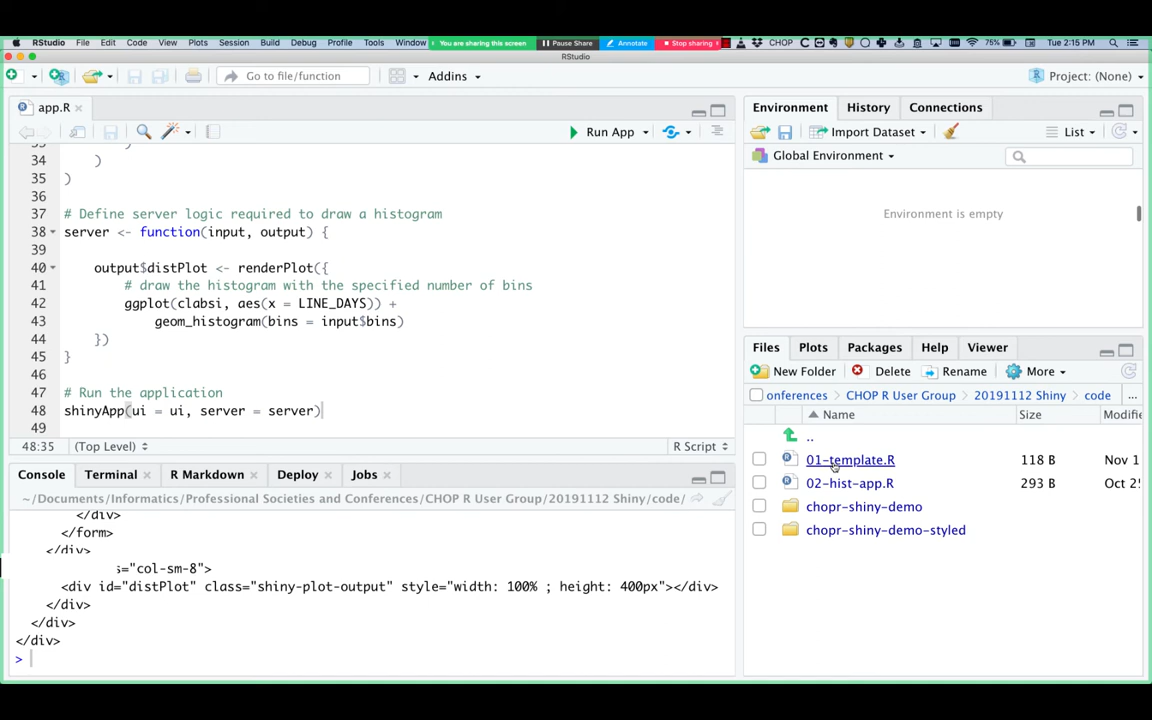 RStudio File Edit Code View Plots Session Build Debug Profile Tools Window You are sharing this screen Pause Share Annotate Stop sharing CHOP 75% Tue 2:15 PM
RStudio
Go to file/function Addins Project: (None)
app.R
Run App
34 )
35 )
36
37 # Define server logic required to draw a histogram
38 server <- function(input, output) {
39
40 output$distPlot <- renderPlot({
41 # draw the histogram with the specified number of bins
42 ggplot(clabsi, aes(x = LINE_DAYS)) +
43 geom_histogram(bins = input$bins)
44 })
45 }
46
47 # Run the application
48 shinyApp(ui = ui, server = server)
49
48:35 (Top Level) R Script
Console Terminal R Markdown Deploy Jobs
~/Documents/Informatics/Professional Societies and Conferences/CHOP R User Group/20191112 Shiny/code/
</div>
</form>
</div>
s="col-sm-8">
<div id="distPlot" class="shiny-plot-output" style="width: 100% ; height: 400px"></div>
</div>
</div>
</div>
>
Environment History Connections
Import Dataset List
Global Environment
Environment is empty
Files Plots Packages Help Viewer
New Folder Delete Rename More
onferences CHOP R User Group 20191112 Shiny code ...
Name Size Modifie
..
01-template.R 118 B Nov 1
02-hist-app.R 293 B Oct 2
chopr-shiny-demo
chopr-shiny-demo-styled